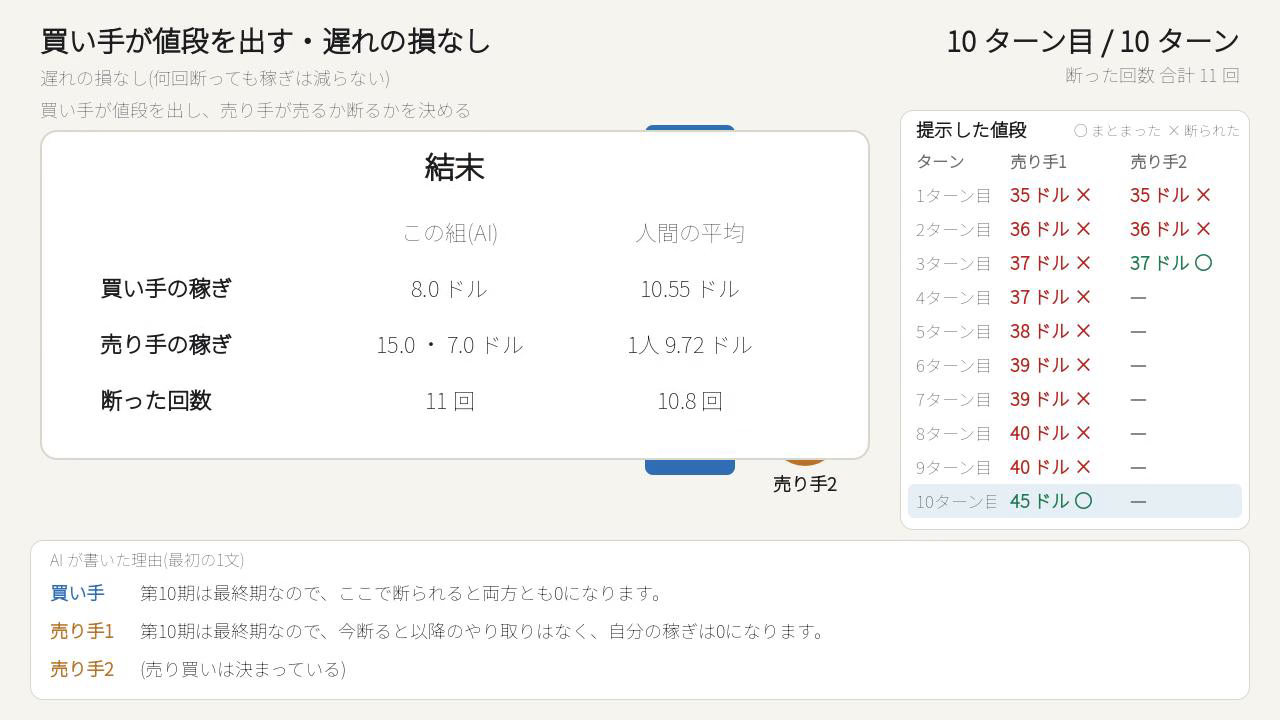 買い手が値段を出す・遅れの損なし
10 ターン目 / 10 ターン
遅れの損なし(何回断っても稼ぎは減らない)
断った回数 合計 11 回
買い手が値段を出し、売り手が売るか断るかを決める
結末
この組(AI) 人間の平均
買い手の稼ぎ 8.0 ドル 10.55 ドル
売り手の稼ぎ 15.0 ・ 7.0 ドル 1人 9.72 ドル
断った回数 11 回 10.8 回
売り手2
提示した値段 〇まとまった ×断られた
ターン 売り手1 売り手2
1ターン目 35 ドル × 35 ドル ×
2ターン目 36 ドル × 36 ドル ×
3ターン目 37 ドル × 37 ドル 〇
4ターン目 37 ドル × —
5ターン目 38 ドル × —
6ターン目 39 ドル × —
7ターン目 39 ドル × —
8ターン目 40 ドル × —
9ターン目 40 ドル × —
10ターン目 45 ドル 〇 —
AI が書いた理由(最初の1文)
買い手 第10期は最終期なので、ここで断られると両方とも0になります。
売り手1 第10期は最終期なので、今断ると以降のやり取りはなく、自分の稼ぎは0になります。
売り手2 (売り買いは決まっている)